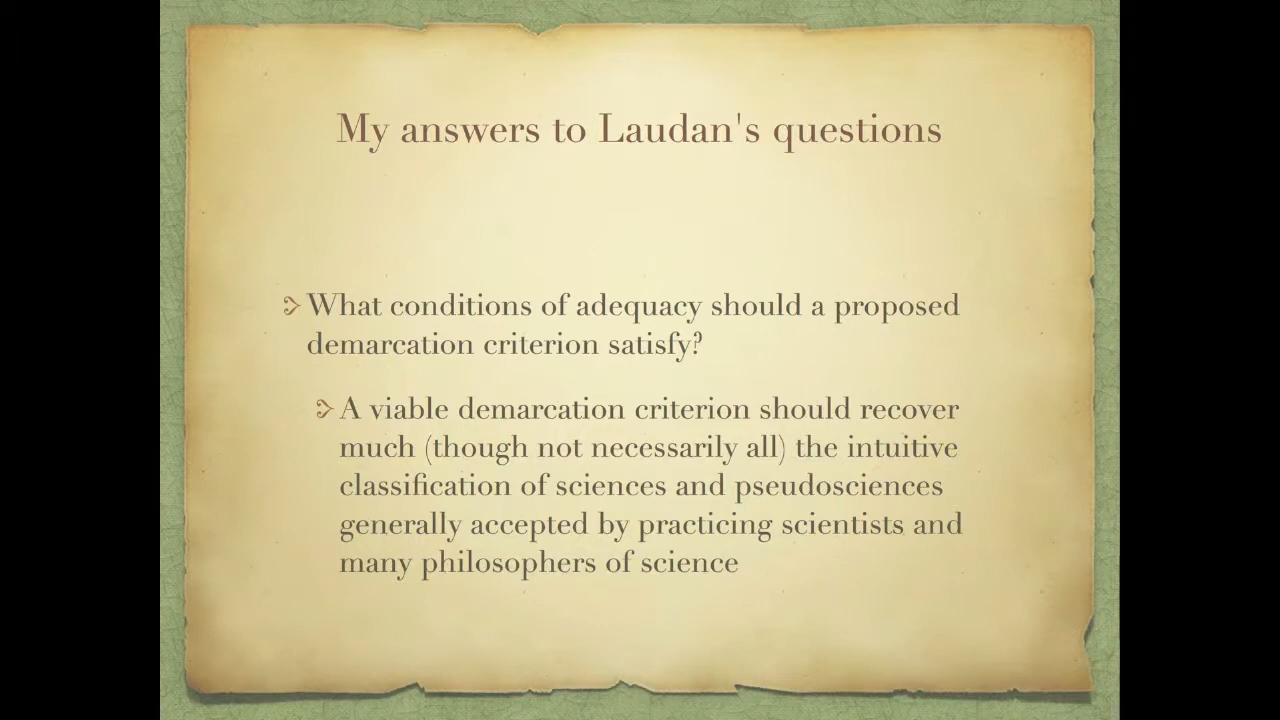 My answers to Laudan's questions
What conditions of adequacy should a proposed
demarcation criterion satisfy?
A viable demarcation criterion should recover
much (though not necessarily all) the intuitive
classification of sciences and pseudosciences
generally accepted by practicing scientists and
many philosophers of science